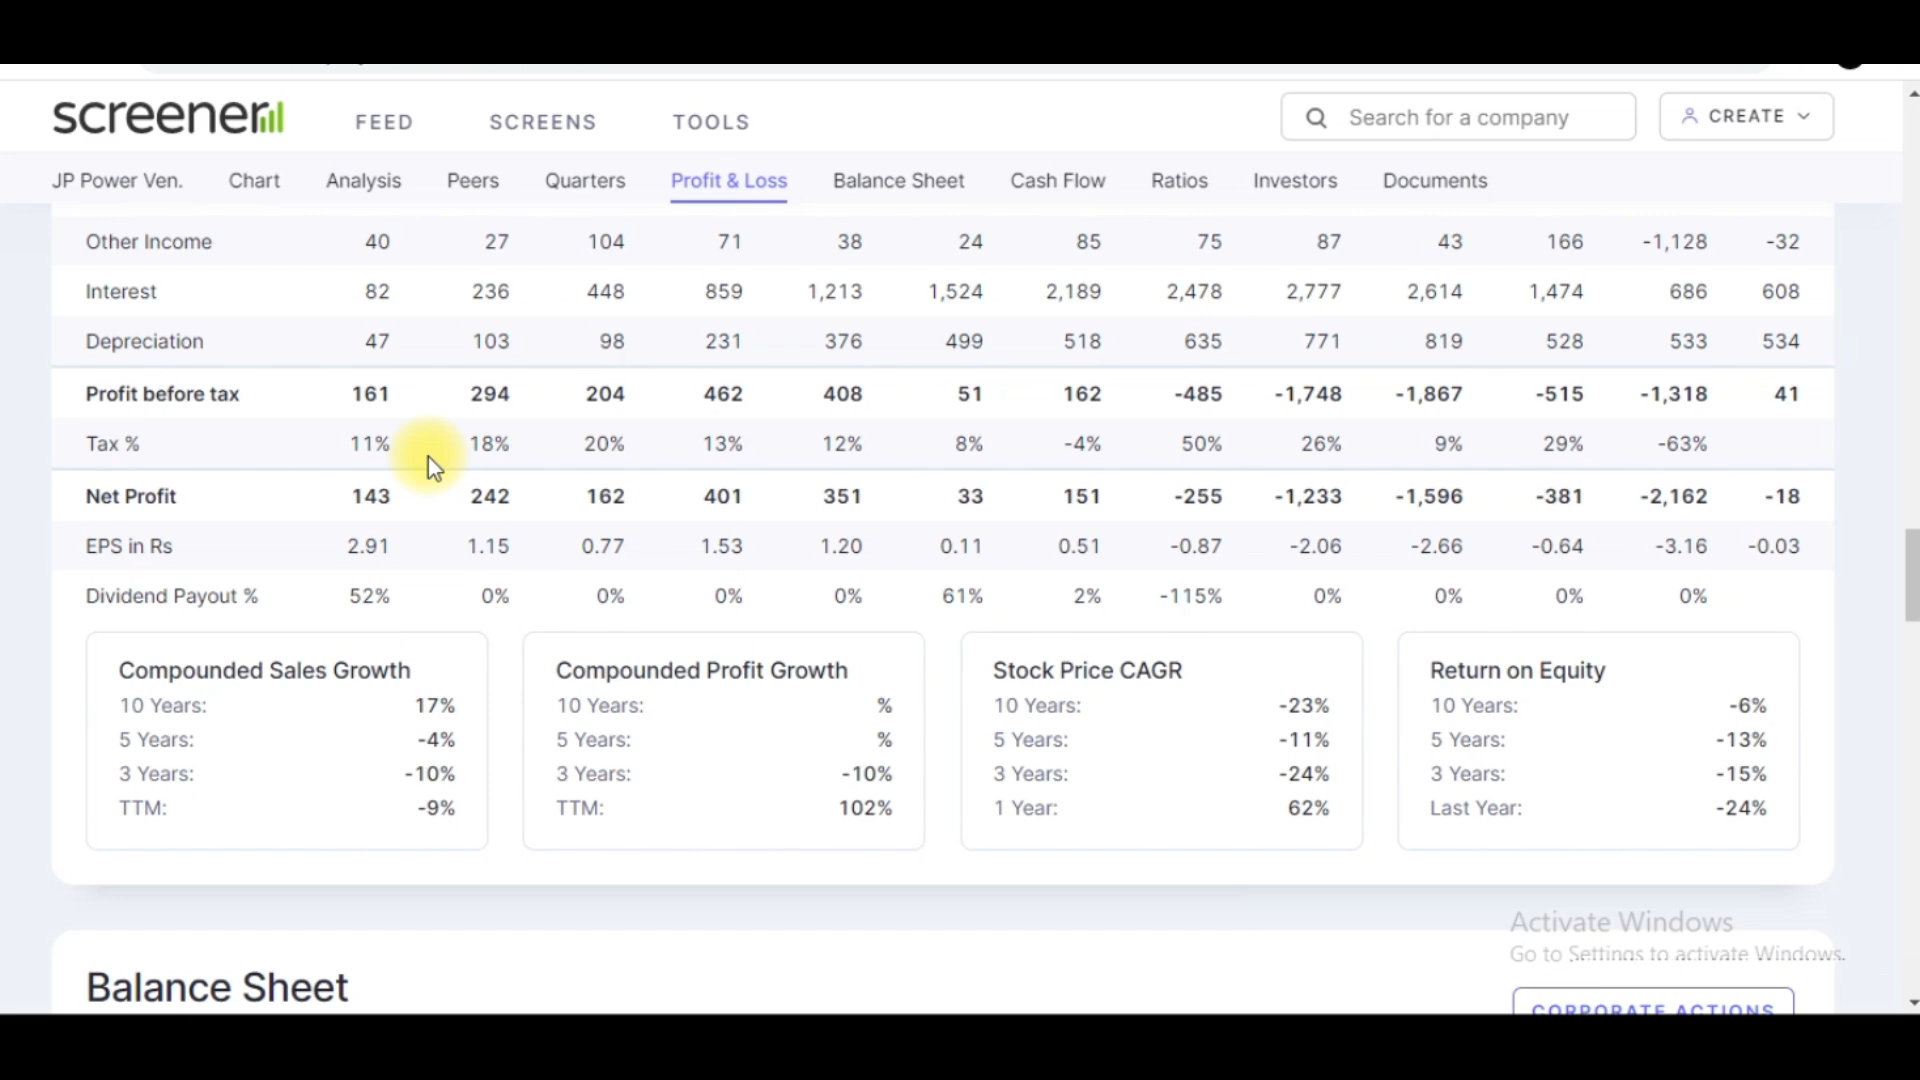 screener
FEED SCREENS TOOLS
Search for a company
CREATE
JP Power Ven. Chart Analysis Peers Quarters Profit & Loss Balance Sheet Cash Flow Ratios Investors Documents
Other Income 40 27 104 71 38 24 85 75 87 43 166 -1,128 -32
Interest 82 236 448 859 1,213 1,524 2,189 2,478 2,777 2,614 1,474 686 608
Depreciation 47 103 98 231 376 499 518 635 771 819 528 533 534
Profit before tax 161 294 204 462 408 51 162 -485 -1,748 -1,867 -515 -1,318 41
Tax % 11% 18% 20% 13% 12% 8% -4% 50% 26% 9% 29% -63%
Net Profit 143 242 162 401 351 33 151 -255 -1,233 -1,596 -381 -2,162 -18
EPS in Rs 2.91 1.15 0.77 1.53 1.20 0.11 0.51 -0.87 -2.06 -2.66 -0.64 -3.16 -0.03
Dividend Payout % 52% 0% 0% 0% 0% 61% 2% -115% 0% 0% 0% 0%
Compounded Sales Growth
10 Years: 17%
5 Years: -4%
3 Years: -10%
TTM: -9%
Compounded Profit Growth
10 Years: %
5 Years: %
3 Years: -10%
TTM: 102%
Stock Price CAGR
10 Years: -23%
5 Years: -11%
3 Years: -24%
1 Year: 62%
Return on Equity
10 Years: -6%
5 Years: -13%
3 Years: -15%
Last Year: -24%
Activate Windows
Go to Settings to activate Windows.
Balance Sheet
CORPORATE ACTIONS